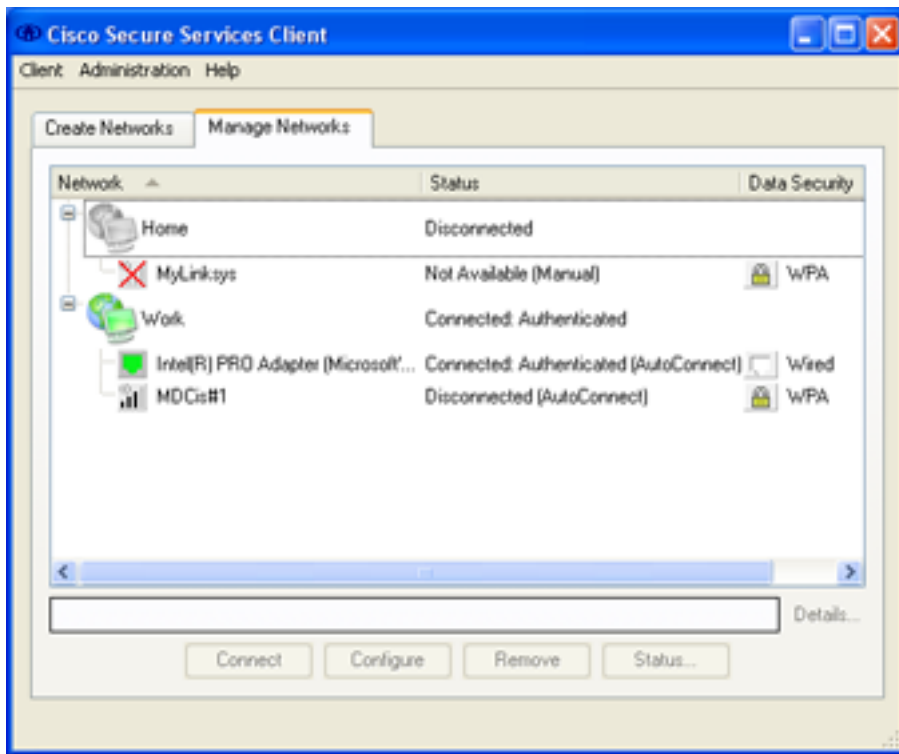 Cisco Secure Services Client
Client Administration Help
Create Networks Manage Networks
Network Status Data Security
Home Disconnected
MyLinksys Not Available (Manual) WPA
Work Connected: Authenticated
Intel(R) PRO Adapter (Microsoft'... Connected: Authenticated (AutoConnect) Wired
MDCis#1 Disconnected (AutoConnect) WPA
Details...
Connect Configure Remove Status...